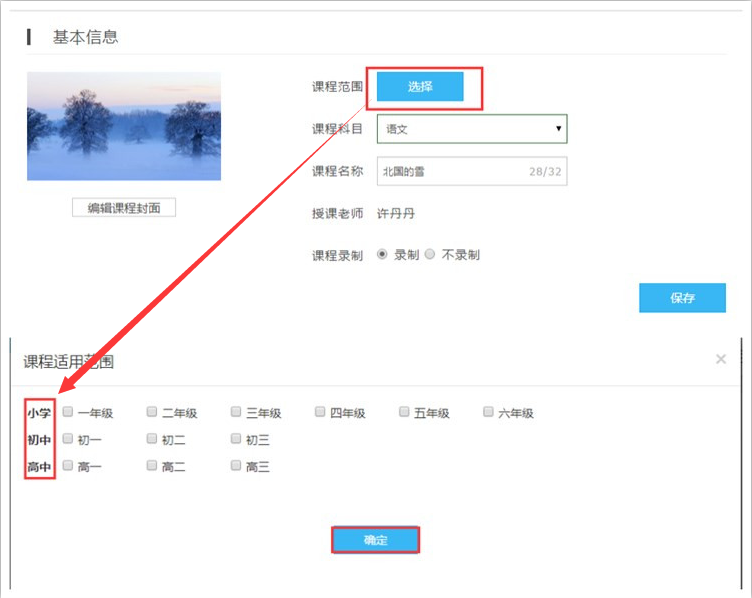 基本信息
课程范围 选择
课程科目 语文
课程名称 北国的雪 28/32
编辑课程封面
授课老师 许丹丹
课程录制 录制 不录制
保存
课程适用范围
小学 一年级 二年级 三年级 四年级 五年级 六年级
初中 初一 初二 初三
高中 高一 高二 高三
确定